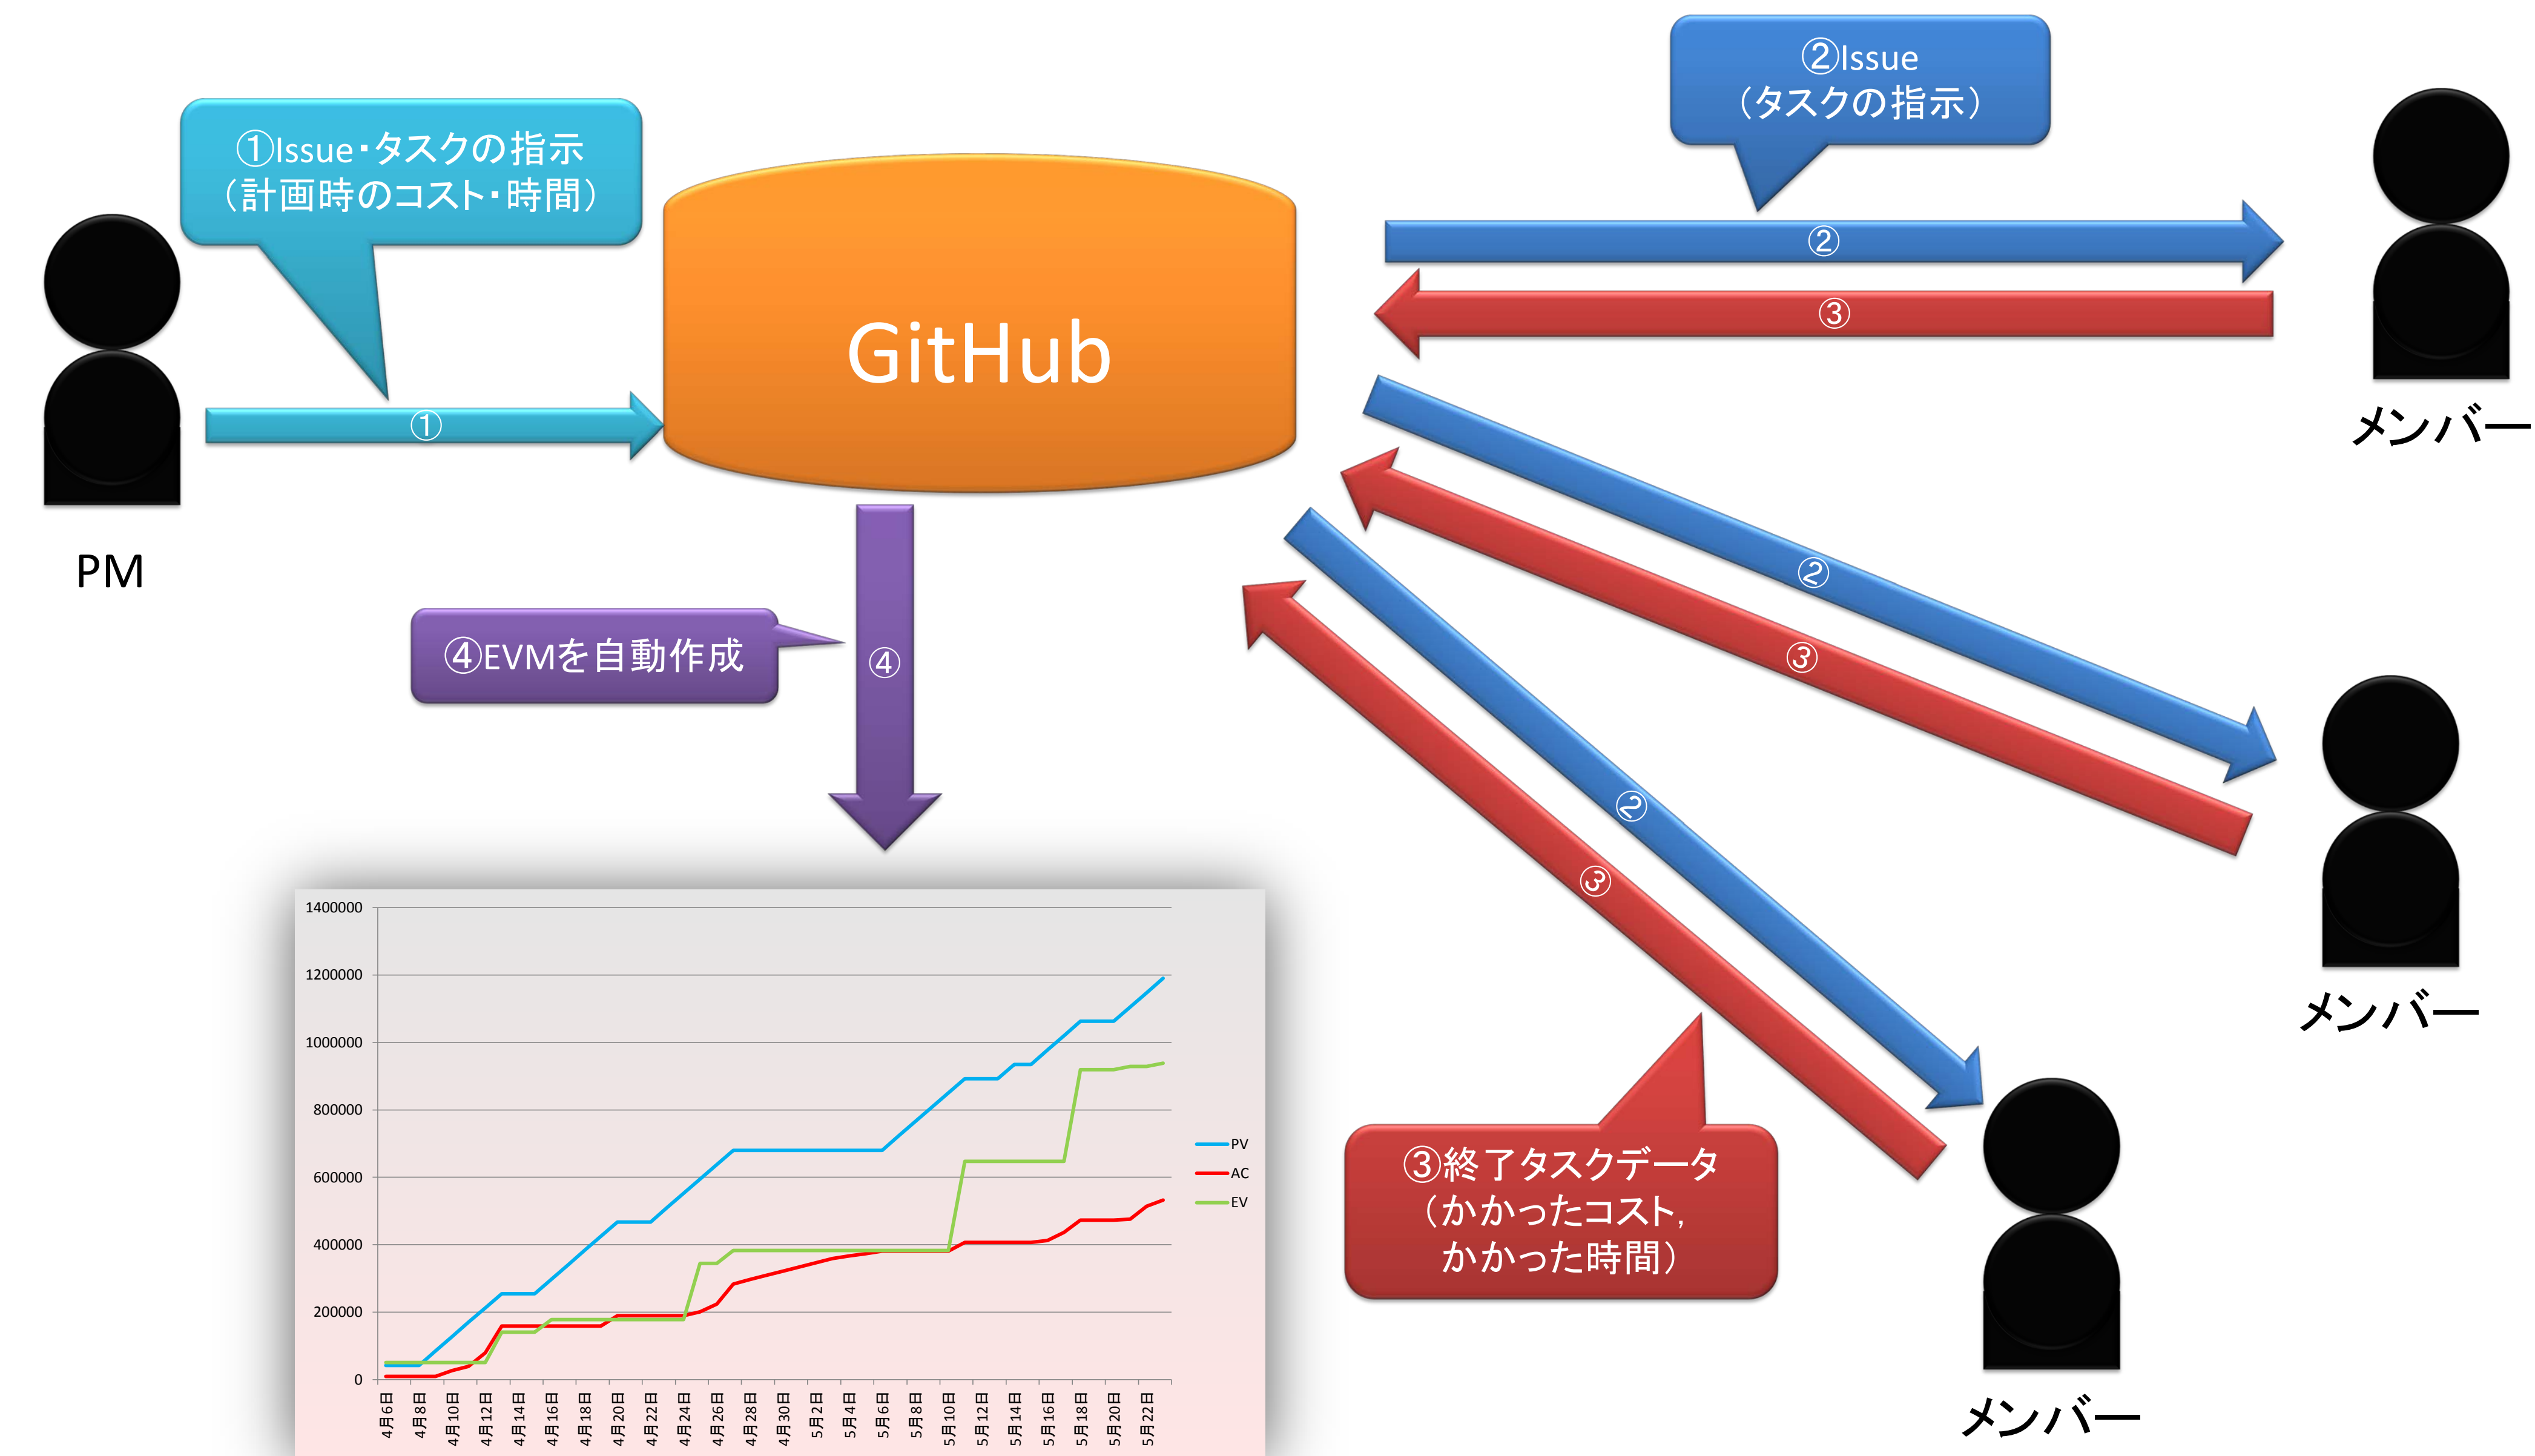 ②Issue
（タスクの指示）
①Issue・タスクの指示
（計画時のコスト・時間）
GitHub
②
③
①
メンバー
PM
②
③
④EVMを自動作成
④
②
③
メンバー
③終了タスクデータ
（かかったコスト,
かかった時間）
メンバー
1400000
1200000
1000000
800000
600000
400000
200000
0
PV
AC
EV
4月6日
4月8日
4月10日
4月12日
4月14日
4月16日
4月18日
4月20日
4月22日
4月24日
4月26日
4月28日
4月30日
5月2日
5月4日
5月6日
5月8日
5月10日
5月12日
5月14日
5月16日
5月18日
5月20日
5月22日